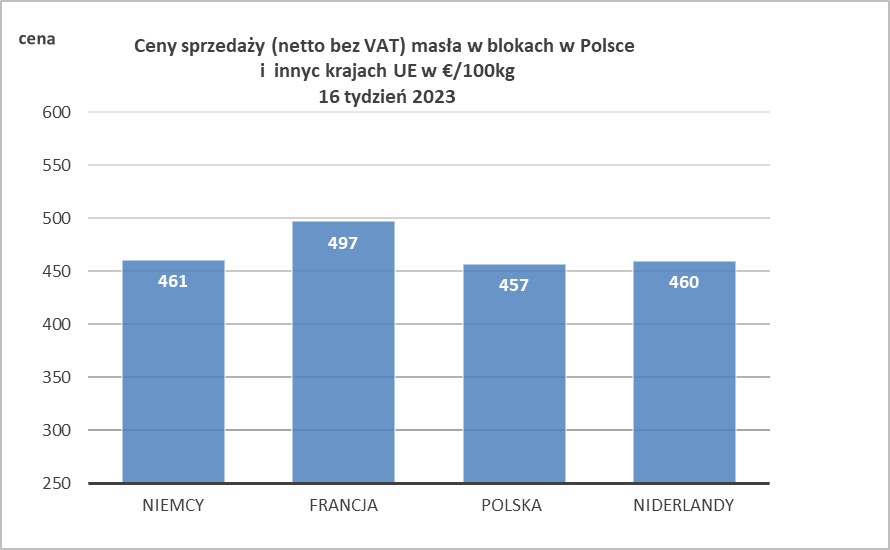 cena
Ceny sprzedaży (netto bez VAT) masła w blokach w Polsce
i innyc krajach UE w €/100kg
16 tydzień 2023
600
550
500
450
400
350
300
250
461
497
457
460
NIEMCY
FRANCJA
POLSKA
NIDERLANDY